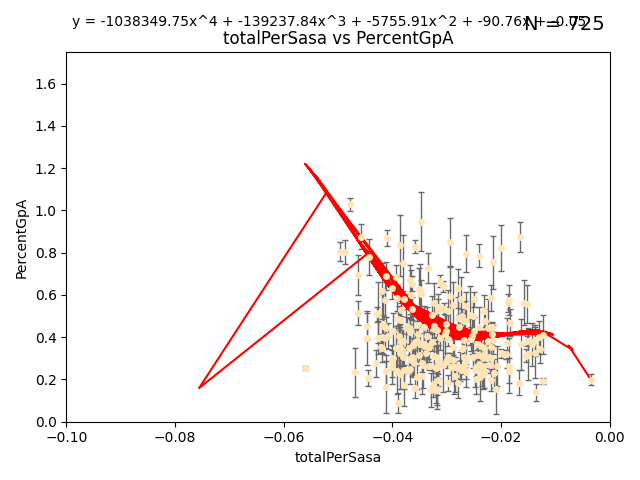 y = -1038349.75x^4 + -139237.84x^3 + -5755.91x^2 + -90.76x + -0.05
N = 725
totalPerSasa vs PercentGpA
PercentGpA
1.6
1.4
1.2
1.0
0.8
0.6
0.4
0.2
0.0
−0.10 −0.08 −0.06 −0.04 −0.02 0.00
totalPerSasa